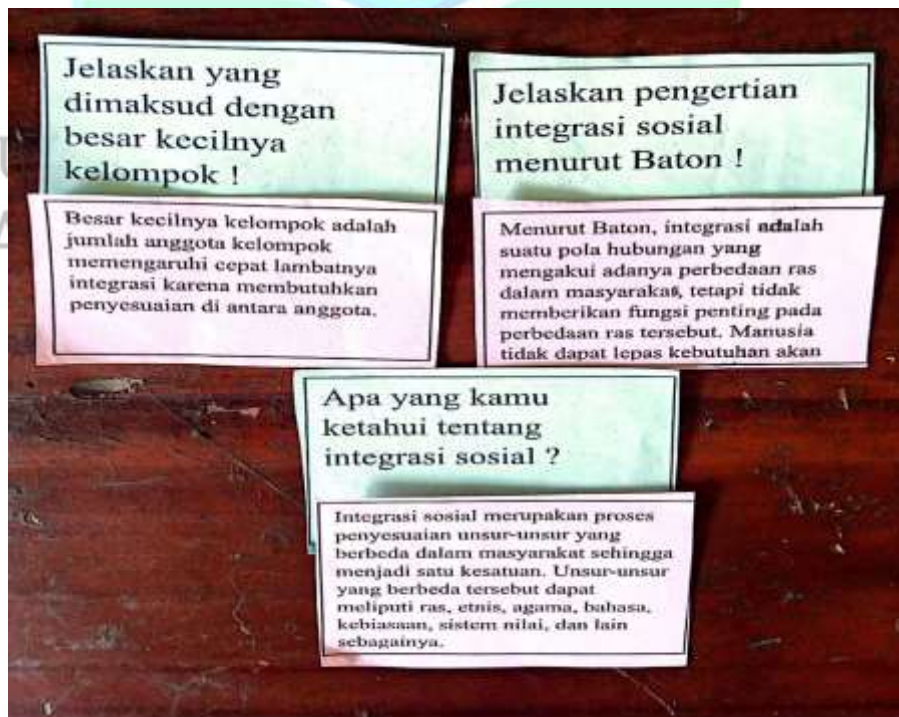 Jelaskan yang
dimaksud dengan
besar kecilnya
kelompok !
Besar kecilnya kelompok adalah
jumlah anggota kelompok
memengaruhi cepat lambatnya
integrasi karena membutuhkan
penyesuaian di antara anggota.
Jelaskan pengertian
integrasi sosial
menurut Baton !
Menurut Baton, integrasi adalah
suatu pola hubungan yang
mengakui adanya perbedaan ras
dalam masyarakat, tetapi tidak
memberikan fungsi penting pada
perbedaan ras tersebut. Manusia
tidak dapat lepas kebutuhan akan
Apa yang kamu
ketahui tentang
integrasi sosial ?
Integrasi sosial merupakan proses
penyesuaian unsur-unsur yang
berbeda dalam masyarakat sehingga
menjadi satu kesatuan. Unsur-unsur
yang berbeda tersebut dapat
meliputi ras, etnis, agama, bahasa,
kebiasaan, sistem nilai, dan lain
sebagainya.